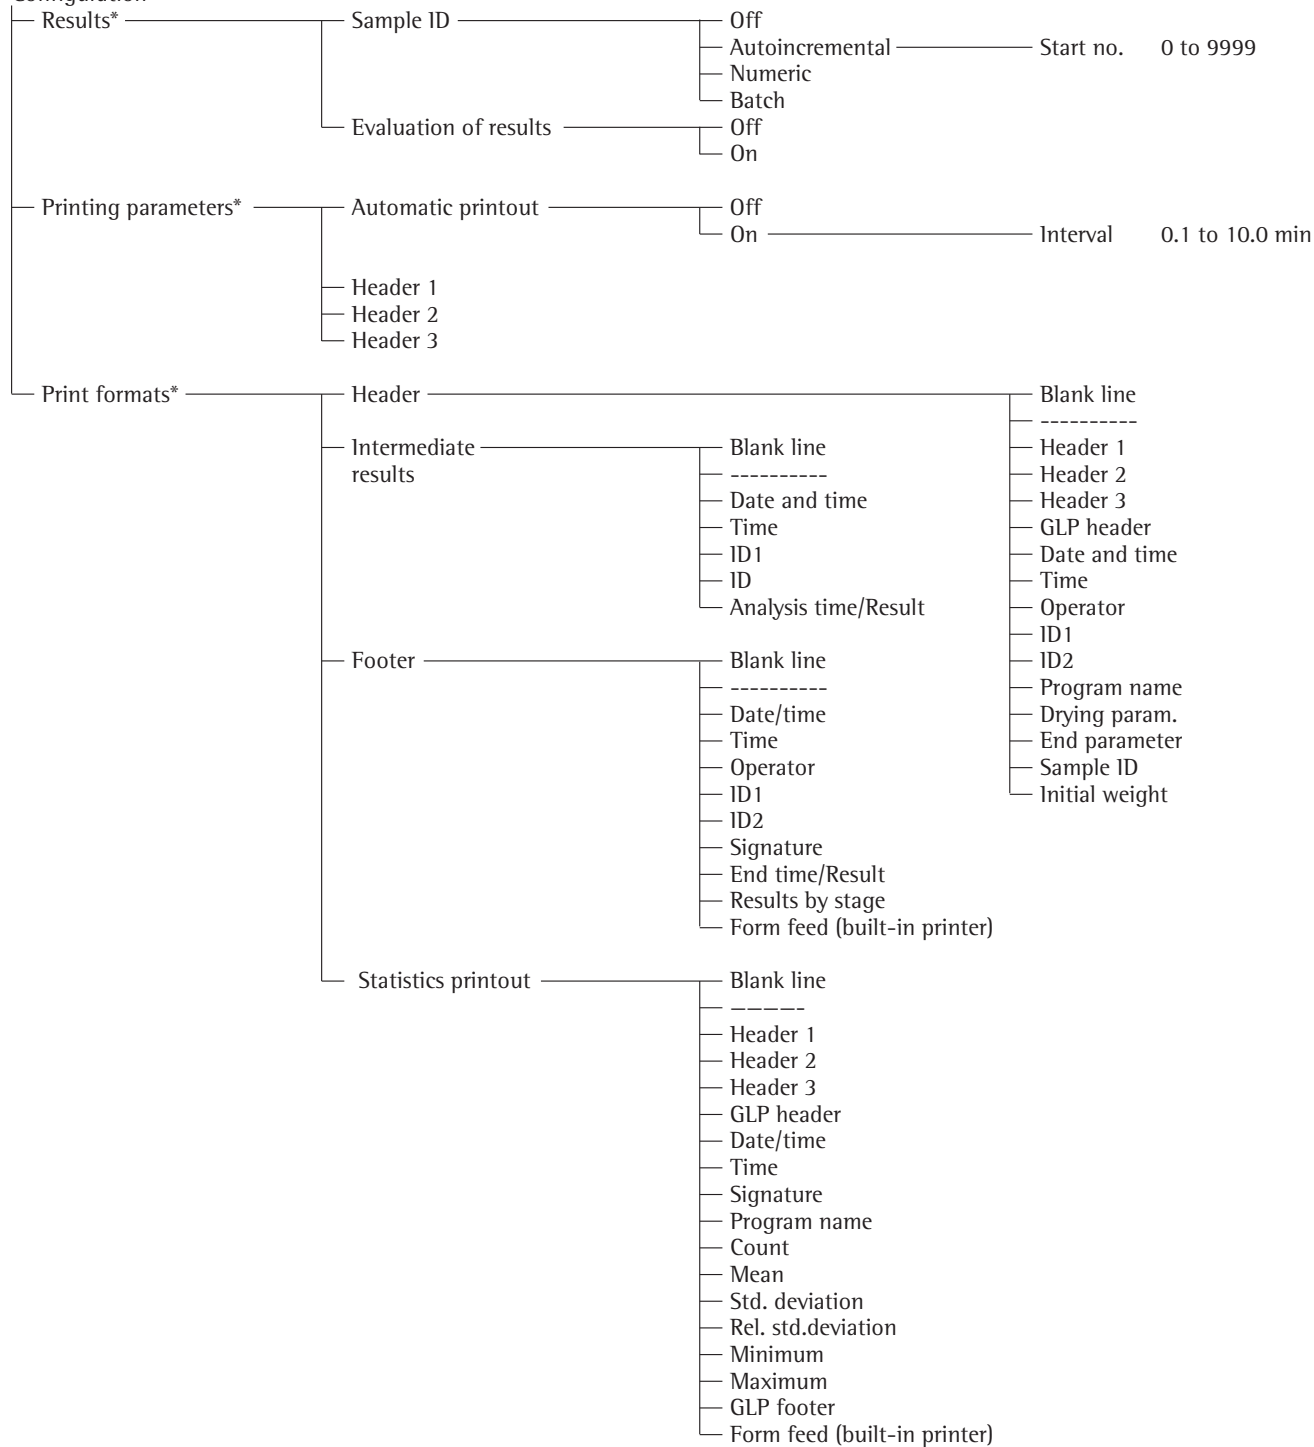 Configuration
Results* Sample ID Off
Autoincremental Start no. 0 to 9999
Numeric
Batch
Evaluation of results Off
On
Printing parameters* Automatic printout Off
On Interval 0.1 to 10.0 min
Header 1
Header 2
Header 3
Print formats* Header Blank line
----------
Header 1
Header 2
Header 3
GLP header
Date and time
Time
Operator
ID1
ID2
Program name
Drying param.
End parameter
Sample ID
Initial weight
Intermediate
results
Blank line
----------
Date and time
Time
ID1
ID
Analysis time/Result
Footer Blank line
----------
Date/time
Time
Operator
ID1
ID2
Signature
End time/Result
Results by stage
Form feed (built-in printer)
Statistics printout Blank line
————-
Header 1
Header 2
Header 3
GLP header
Date/time
Time
Signature
Program name
Count
Mean
Std. deviation
Rel. std.deviation
Minimum
Maximum
GLP footer
Form feed (built-in printer)